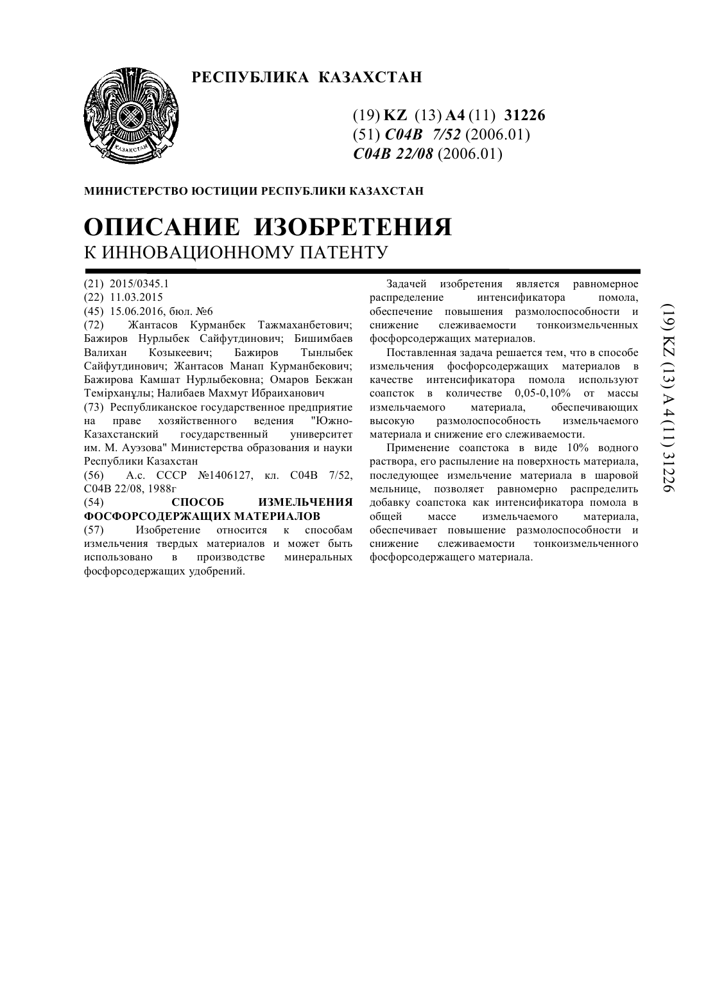 РЕСПУБЛИКА КАЗАХСТАН
КАЗАКСТАН
(19) KZ (13) A4 (11) 31226
(51) C04B 7/52 (2006.01)
C04B 22/08 (2006.01)
МИНИСТЕРСТВО ЮСТИЦИИ РЕСПУБЛИКИ КАЗАХСТАН
ОПИСАНИЕ ИЗОБРЕТЕНИЯ
К ИННОВАЦИОННОМУ ПАТЕНТУ
(21) 2015/0345.1
(22) 11.03.2015
(45) 15.06.2016, бюл. №6
(72) Жантасов Курманбек Тажмаханбетович;
Бажиров Нурлыбек Сайфутдинович; Бишимбаев
Валихан Козыкеевич; Бажиров Тынлыбек
Сайфутдинович; Жантасов Манап Курманбекович;
Бажирова Камшат Нурлыбековна; Омаров Бекжан
Темірханұлы; Налибаев Махмут Ибраиханович
(73) Республиканское государственное предприятие
на праве хозяйственного ведения "Южно-
Казахстанский государственный университет
им. М. Ауэзова" Министерства образования и науки
Республики Казахстан
(56) А.с. СССР №1406127, кл. C04B 7/52,
C04B 22/08, 1988г
(54) СПОСОБ ИЗМЕЛЬЧЕНИЯ
ФОСФОРСОДЕРЖАЩИХ МАТЕРИАЛОВ
(57) Изобретение относится к способам
измельчения твердых материалов и может быть
использовано в производстве минеральных
фосфорсодержащих удобрений.
Задачей изобретения является равномерное
распределение интенсификатора помола,
обеспечение повышения размолоспособности и
снижение слеживаемости тонкоизмельченных
фосфорсодержащих материалов.
Поставленная задача решается тем, что в способе
измельчения фосфорсодержащих материалов в
качестве интенсификатора помола используют
соапсток в количестве 0,05-0,10% от массы
измельчаемого материала, обеспечивающих
высокую размолоспособность измельчаемого
материала и снижение его слеживаемости.
Применение соапстока в виде 10% водного
раствора, его распыление на поверхность материала,
последующее измельчение материала в шаровой
мельнице, позволяет равномерно распределить
добавку соапстока как интенсификатора помола в
общей массе измельчаемого материала,
обеспечивает повышение размолоспособности и
снижение слеживаемости тонкоизмельченного
фосфорсодержащего материала.
(19) KZ (13) A4 (11) 31226